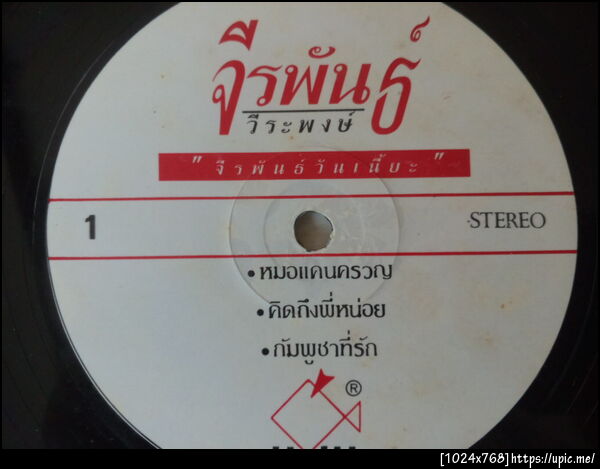 จีรพันธ์
วีระพงษ์
" จีรพันธ์วันเนี้ยะ "
1
·STEREO
• หมอแคนครวญ
• คิดถึงพี่หน่อย
• กัมพูชาที่รัก
®
[1024x768]https://upic.me/